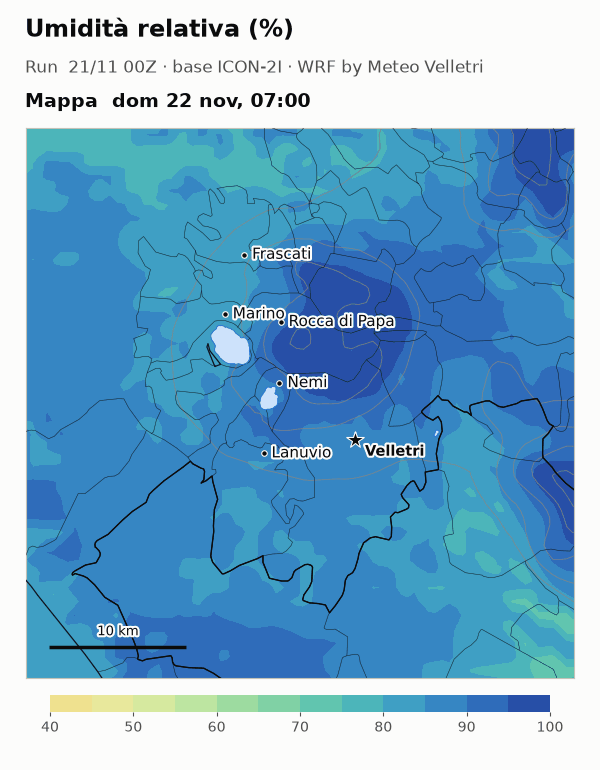 Umidità relativa (%)
Run  21/11 00Z · base ICON-2I · WRF by Meteo Velletri
Mappa  dom 22 nov, 07:00
Frascati
Marino
Rocca di Papa
Nemi
Velletri
Lanuvio
10 km
40 50 60 70 80 90 100